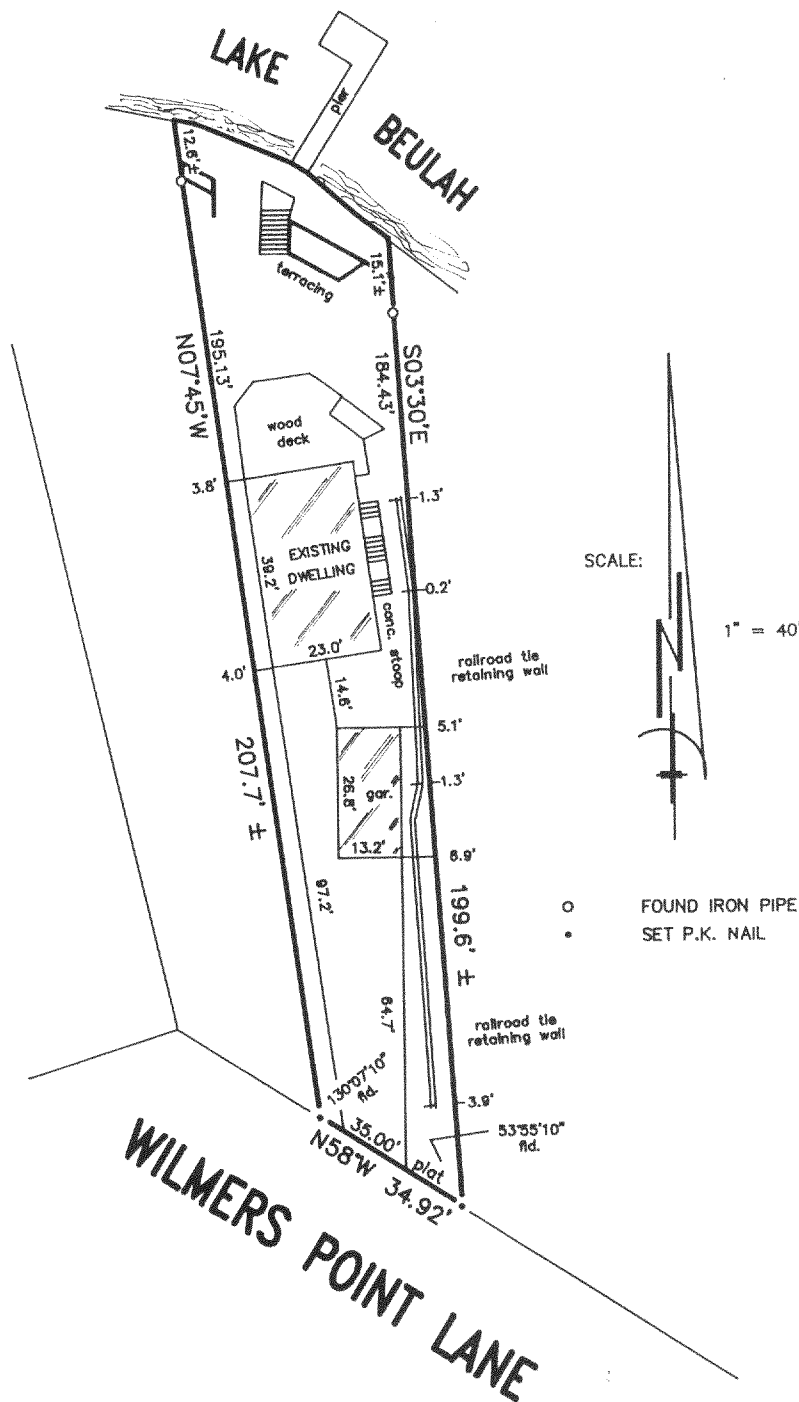 LAKE
BEULAH
pier
12.6'±
terracing
15.1'±
N07°45'W
195.13'
184.43'
S03°30'E
wood
deck
3.8'
1.3'
EXISTING
DWELLING
39.2'
23.0'
0.2'
conc. stoop
SCALE:
1" = 40'
railroad tie
retaining wall
4.0'
14.6'
5.1'
1.3'
gar.
26.8'
13.2'
6.9'
207.7' ±
97.2'
199.6' ±
○ FOUND IRON PIPE
• SET P.K. NAIL
64.7'
railroad tie
retaining wall
130°07'10"
fld.
3.9'
53°55'10"
fld.
35.00' plat
N58°W 34.92'
WILMERS POINT LANE